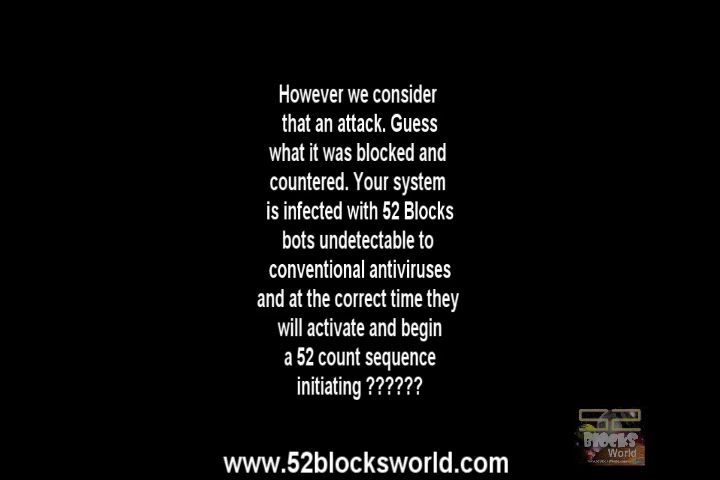 However we consider
that an attack. Guess
what it was blocked and
countered. Your system
is infected with 52 Blocks
bots undetectable to
conventional antiviruses
and at the correct time they
will activate and begin
a 52 count sequence
initiating ??????
52
BLOCKS
World
www.52blocksworld.com